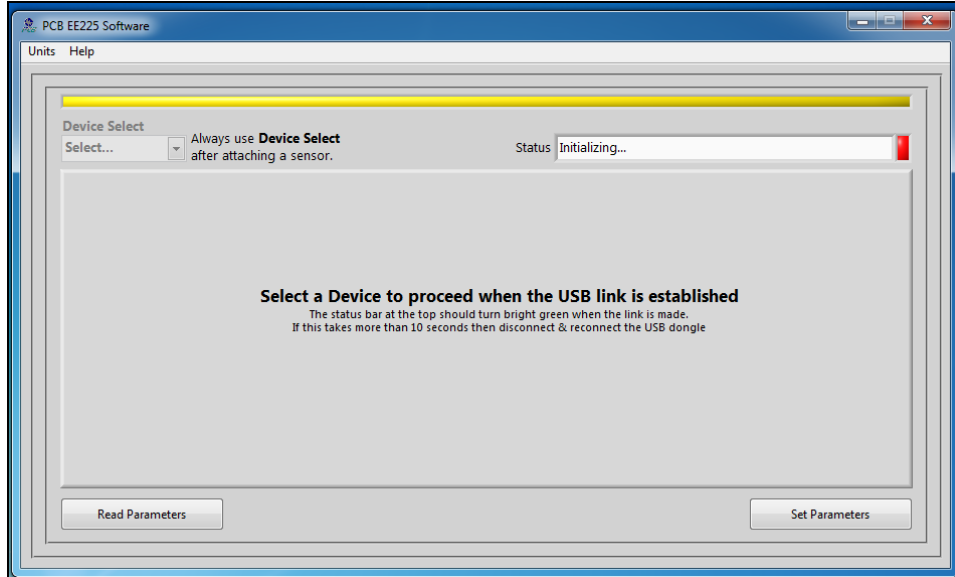 PCB EE225 Software
Units Help
Device Select
Select...
Always use Device Select
after attaching a sensor.
Status Initializing...
Select a Device to proceed when the USB link is established
The status bar at the top should turn bright green when the link is made.
If this takes more than 10 seconds then disconnect & reconnect the USB dongle
Read Parameters
Set Parameters